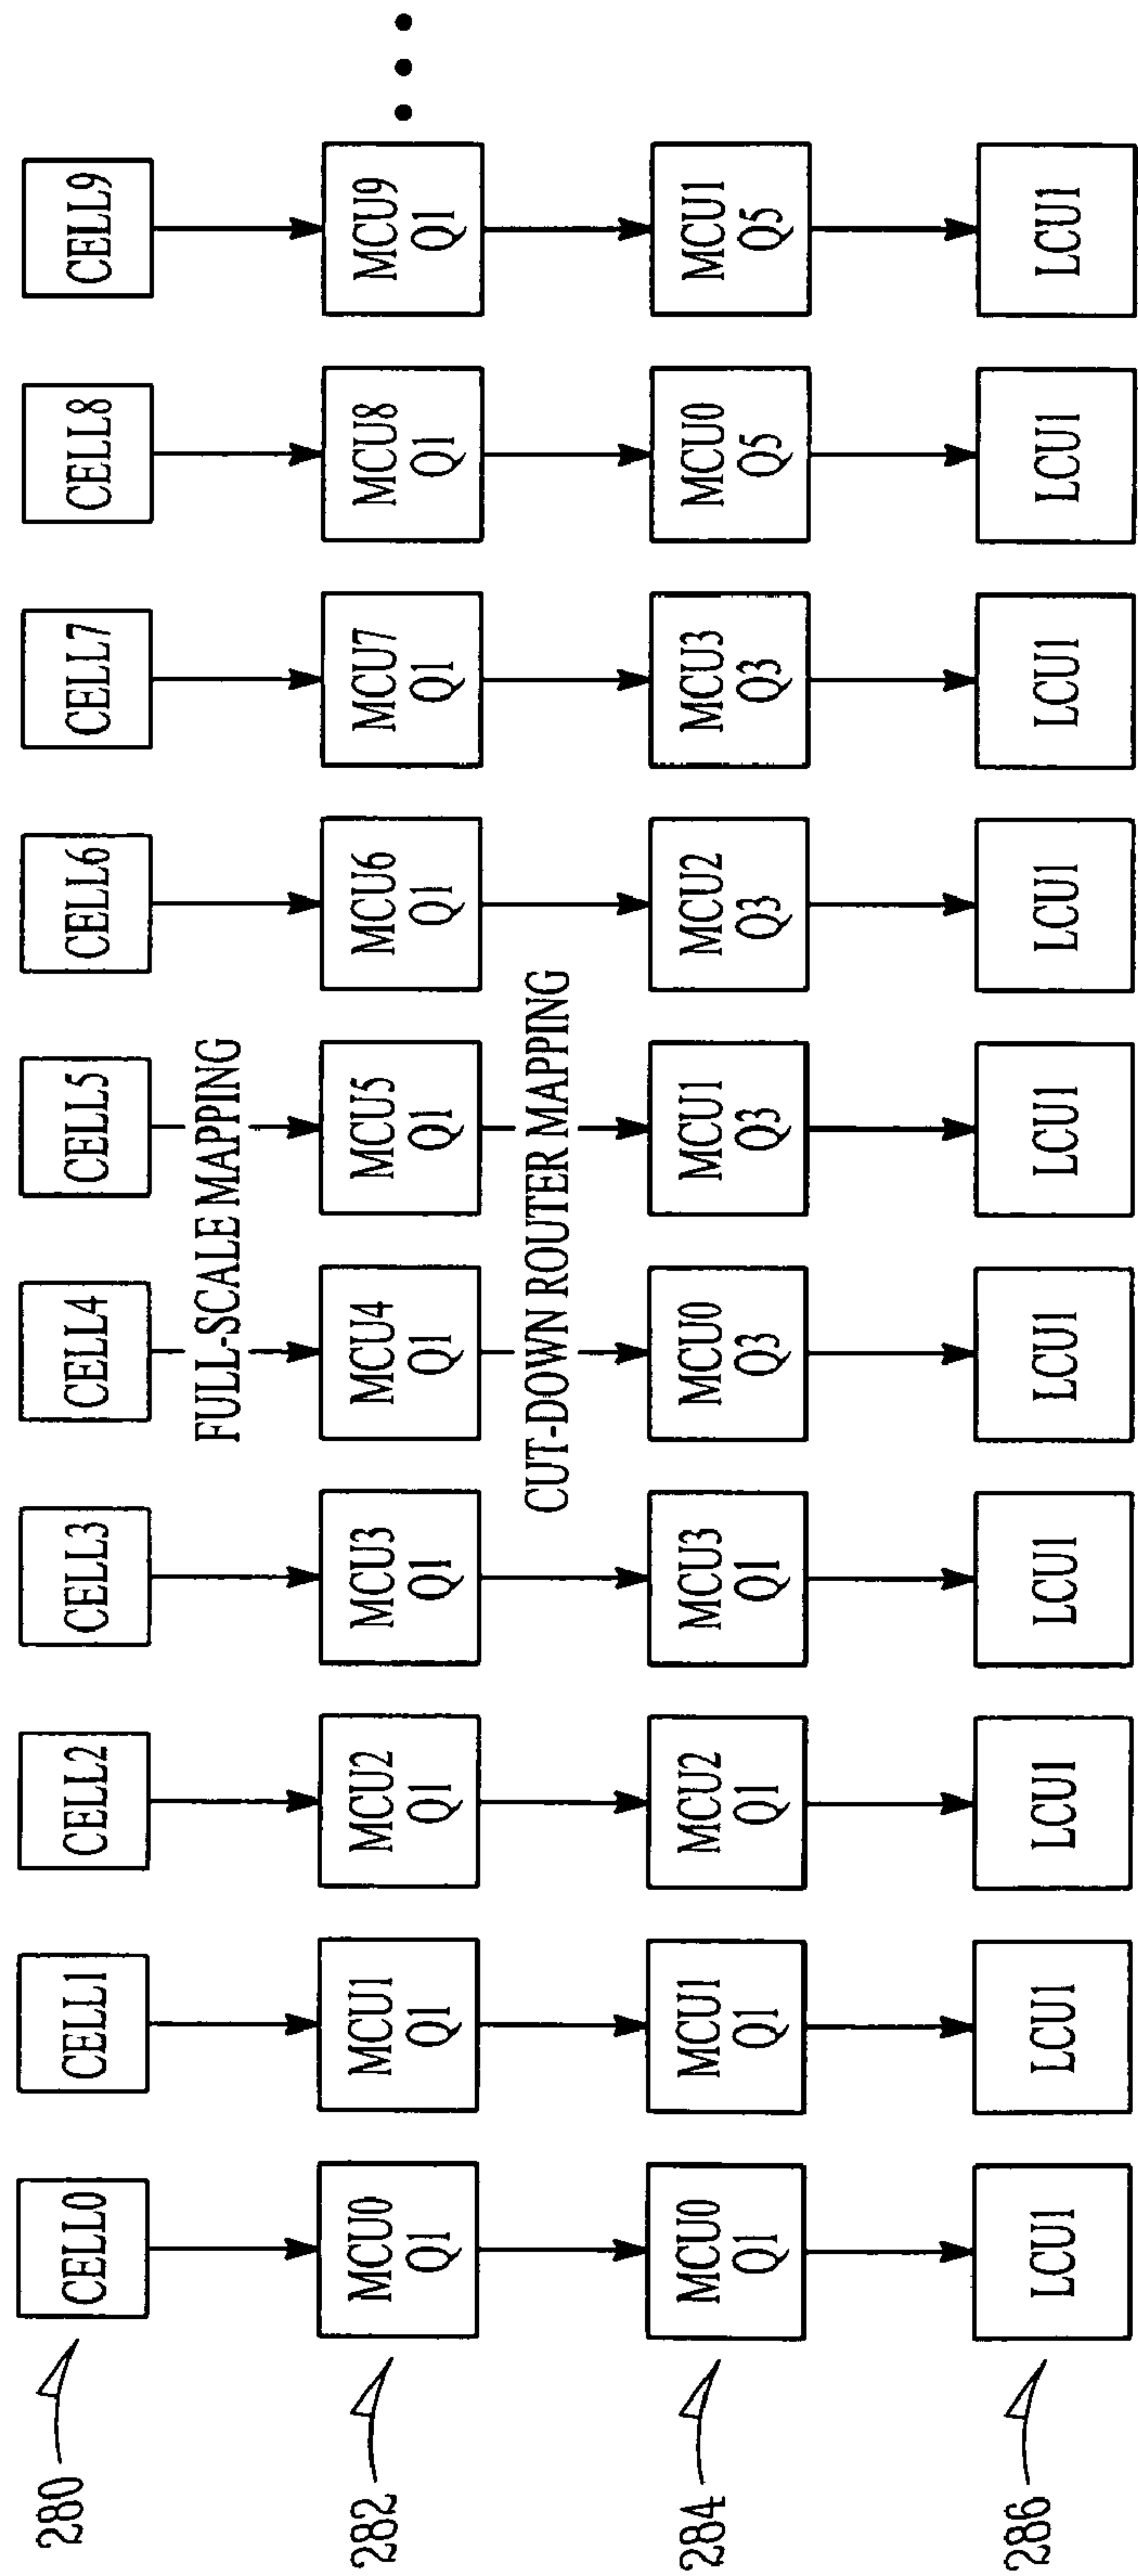 280
CELL0
CELL1
CELL2
CELL3
CELL4
CELL5
CELL6
CELL7
CELL8
CELL9
FULL-SCALE MAPPING
282
MCU0
Q1
MCU1
Q1
MCU2
Q1
MCU3
Q1
MCU4
Q1
MCU5
Q1
MCU6
Q1
MCU7
Q1
MCU8
Q1
MCU9
Q1
CUT-DOWN ROUTER MAPPING
284
MCU0
Q1
MCU1
Q1
MCU2
Q1
MCU3
Q1
MCU0
Q3
MCU1
Q3
MCU2
Q3
MCU3
Q3
MCU0
Q5
MCU1
Q5
286
LCU1
LCU1
LCU1
LCU1
LCU1
LCU1
LCU1
LCU1
LCU1
LCU1